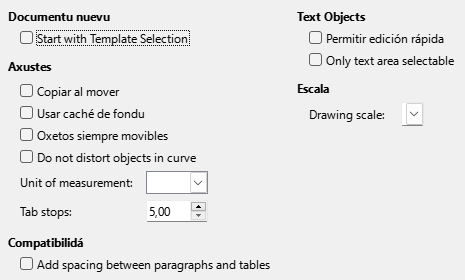 Documentu nuevu
Start with Template Selection
Axustes
Copiar al mover
Usar caché de fondu
Oxetos siempre movibles
Do not distort objects in curve
Unit of measurement:
Tab stops: 5,00
Compatibilidá
Add spacing between paragraphs and tables
Text Objects
Permitir edición rápida
Only text area selectable
Escala
Drawing scale: